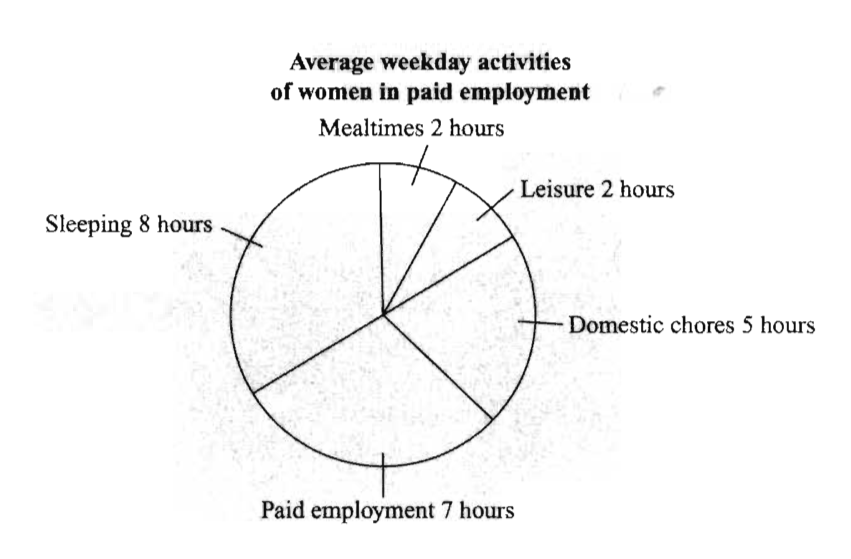 Average weekday activities
of women in paid employment
Mealtimes 2 hours
Leisure 2 hours
Sleeping 8 hours
Domestic chores 5 hours
Paid employment 7 hours